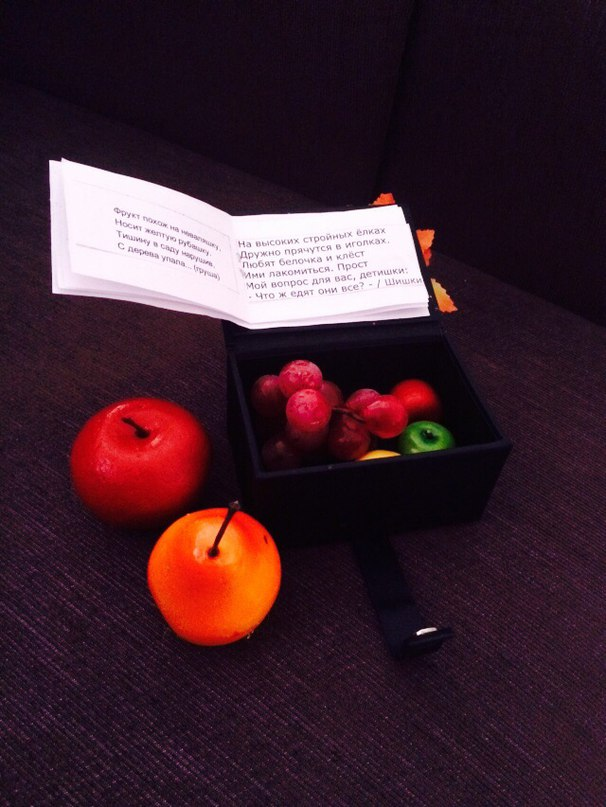 Фрукт похож на неваляшку,
Носит желтую рубашку.
Тишину в саду нарушив,
С дерева упала... (груша)
На высоких стройных ёлках
Дружно прячутся в иголках.
Любят белочка и клёст
Ими лакомиться. Прост
Мой вопрос для вас, детишки:
- Что ж едят они все? - / Шишки